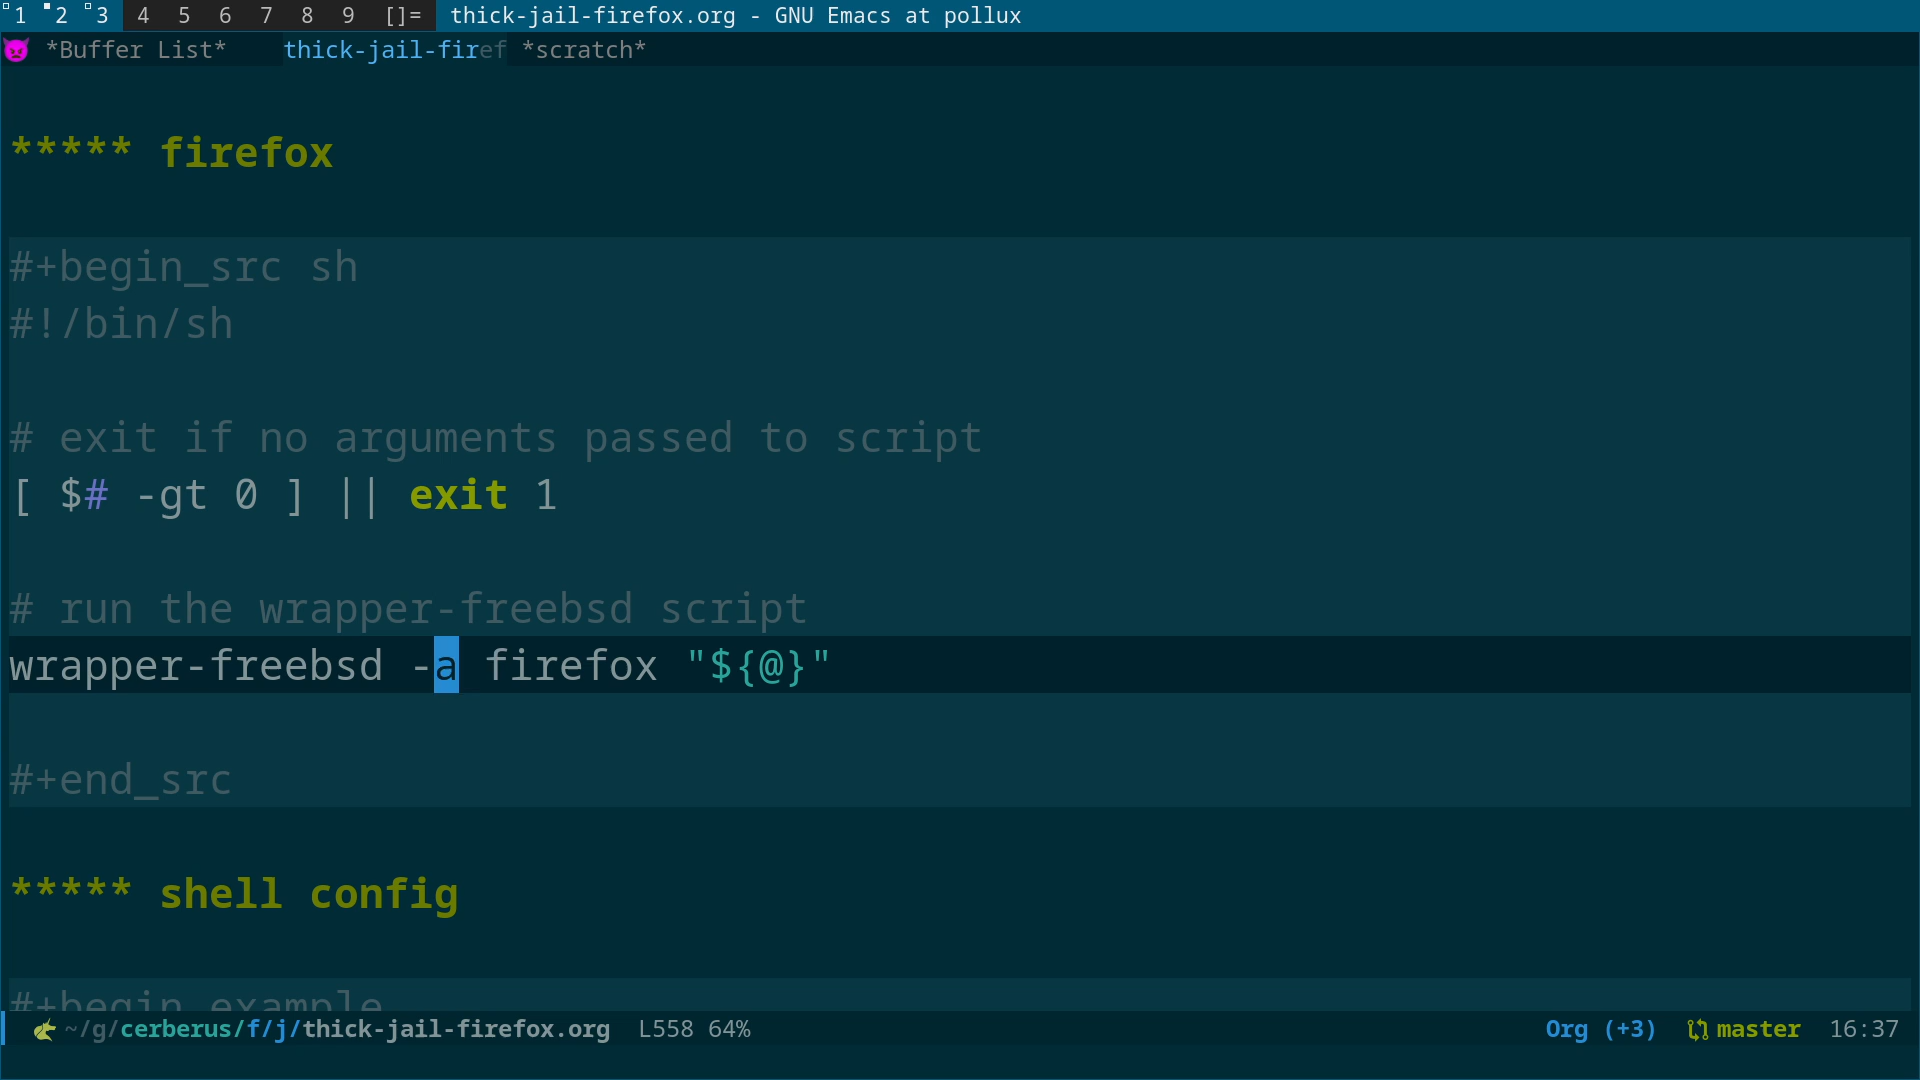 1 2 3 4 5 6 7 8 9 []= thick-jail-firefox.org - GNU Emacs at pollux
*Buffer List* thick-jail-firef *scratch*
***** firefox
#+begin_src sh
#!/bin/sh
# exit if no arguments passed to script
[ $# -gt 0 ] || exit 1
# run the wrapper-freebsd script
wrapper-freebsd -a firefox "${@}"
#+end_src
***** shell config
#+begin_example
~/g/cerberus/f/j/thick-jail-firefox.org L558 64% Org (+3) master 16:37